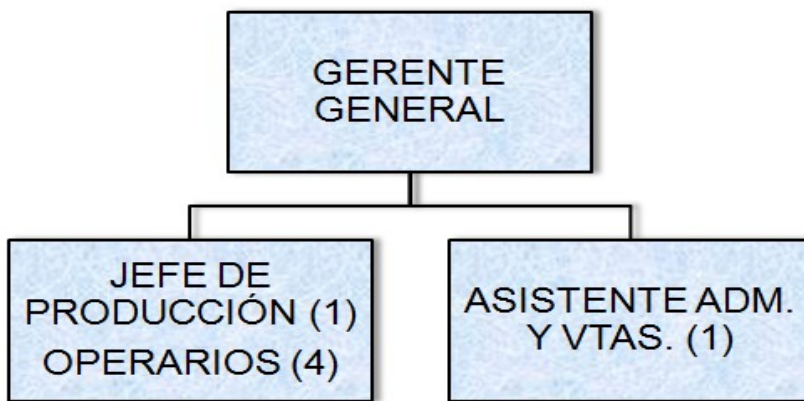 GERENTE
GENERAL
JEFE DE
PRODUCCIÓN (1)
OPERARIOS (4)
ASISTENTE ADM.
Y VTAS. (1)